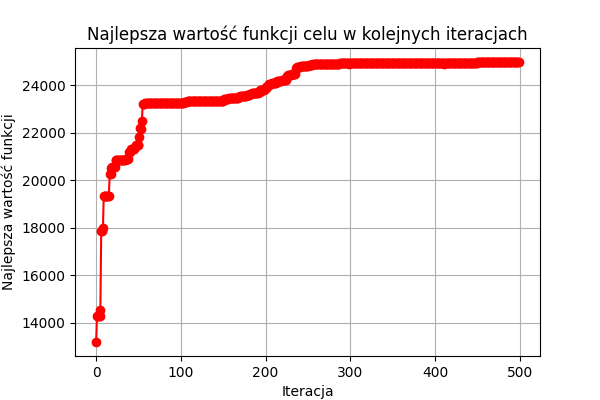 Najlepsza wartość funkcji celu w kolejnych iteracjach
Najlepsza wartość funkcji
24000
22000
20000
18000
16000
14000
0 100 200 300 400 500
Iteracja